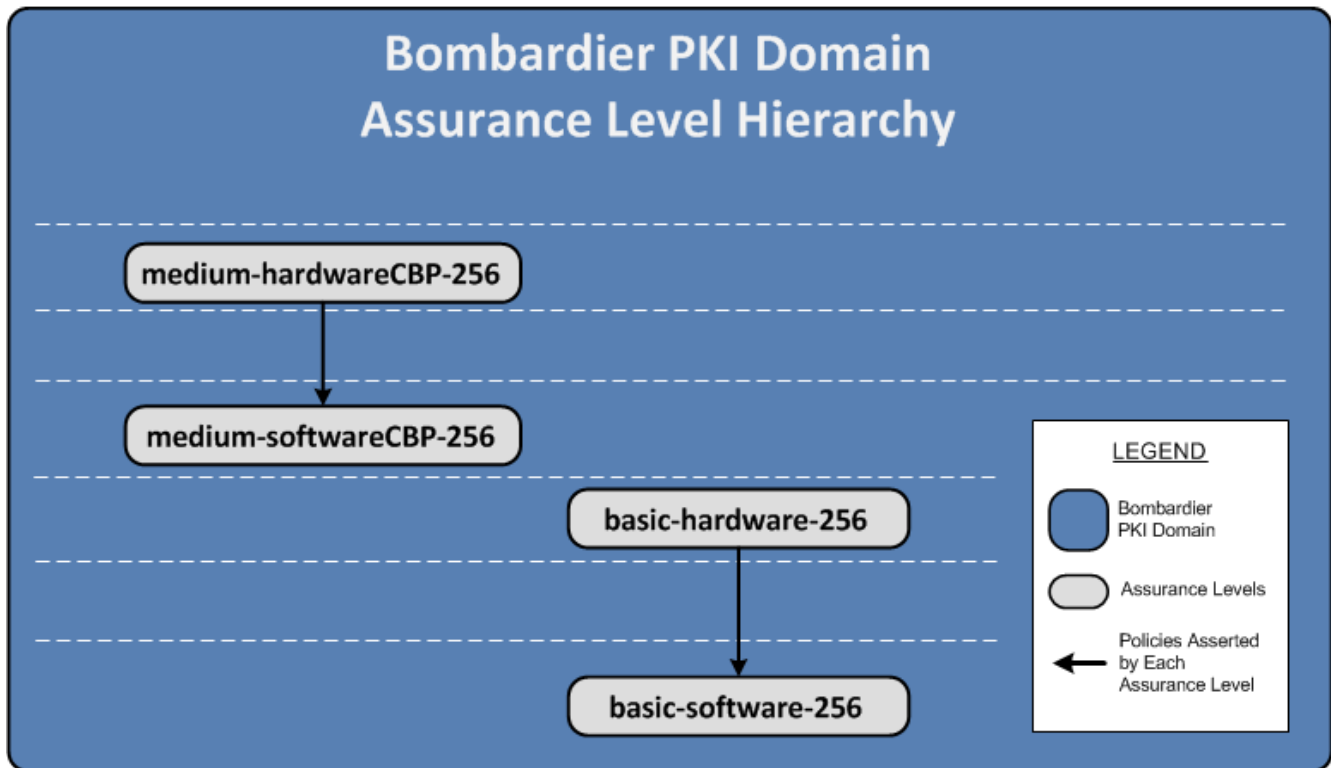 Bombardier PKI Domain
Assurance Level Hierarchy
medium-hardwareCBP-256
medium-softwareCBP-256
basic-hardware-256
basic-software-256
LEGEND
Bombardier
PKI Domain
Assurance Levels
Policies Asserted
by Each
Assurance Level